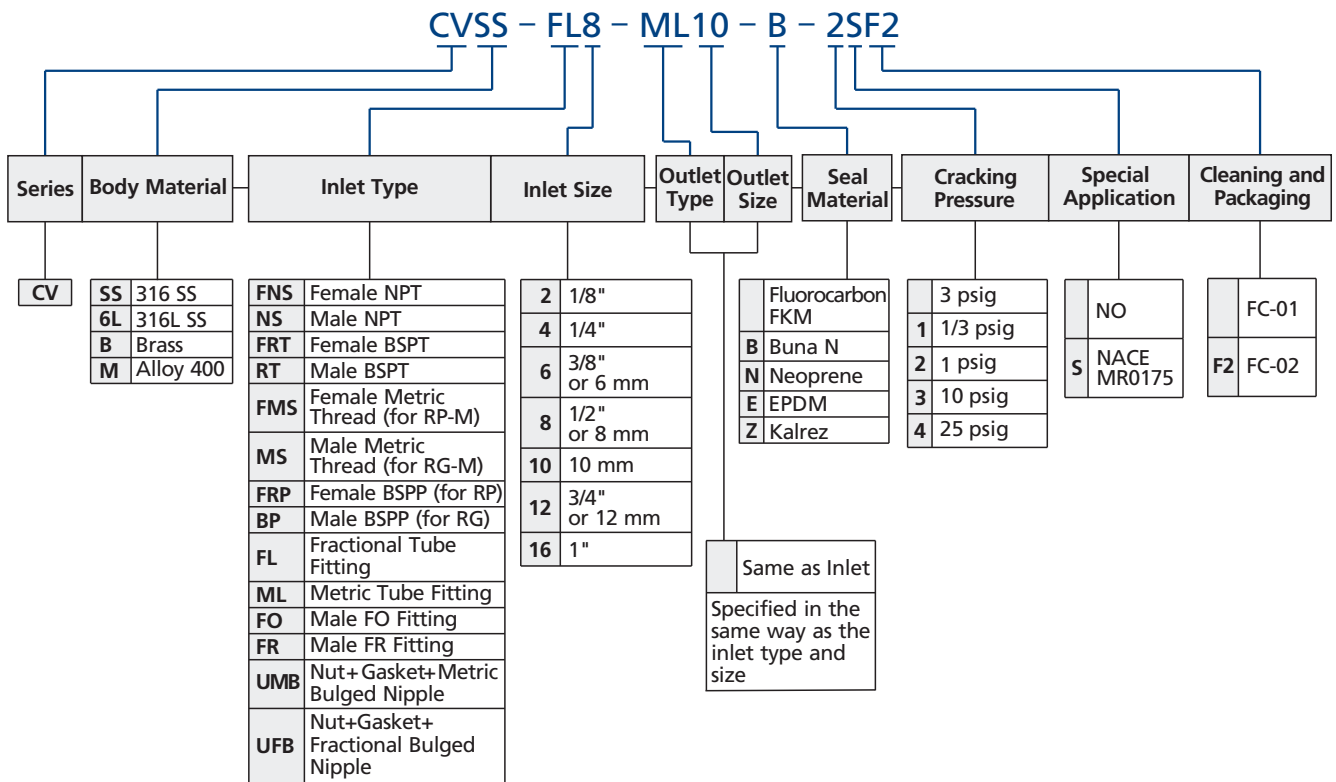 CVSS – FL8 – ML10 – B – 2SF2
Series
Body Material
Inlet Type
Inlet Size
Outlet
Type
Outlet
Size
Seal
Material
Cracking
Pressure
Special
Application
Cleaning and
Packaging
CV
SS 316 SS
6L 316L SS
B Brass
M Alloy 400
FNS Female NPT
NS Male NPT
FRT Female BSPT
RT Male BSPT
FMS Female Metric
Thread (for RP-M)
MS Male Metric
Thread (for RG-M)
FRP Female BSPP (for RP)
BP Male BSPP (for RG)
FL Fractional Tube
Fitting
ML Metric Tube Fitting
FO Male FO Fitting
FR Male FR Fitting
UMB Nut+Gasket+Metric
Bulged Nipple
UFB Nut+Gasket+
Fractional Bulged
Nipple
2 1/8"
4 1/4"
6 3/8"
or 6 mm
8 1/2"
or 8 mm
10 10 mm
12 3/4"
or 12 mm
16 1"
Same as Inlet
Specified in the
same way as the
inlet type and
size
Fluorocarbon
FKM
B Buna N
N Neoprene
E EPDM
Z Kalrez
3 psig
1 1/3 psig
2 1 psig
3 10 psig
4 25 psig
NO
S NACE
MR0175
FC-01
F2 FC-02